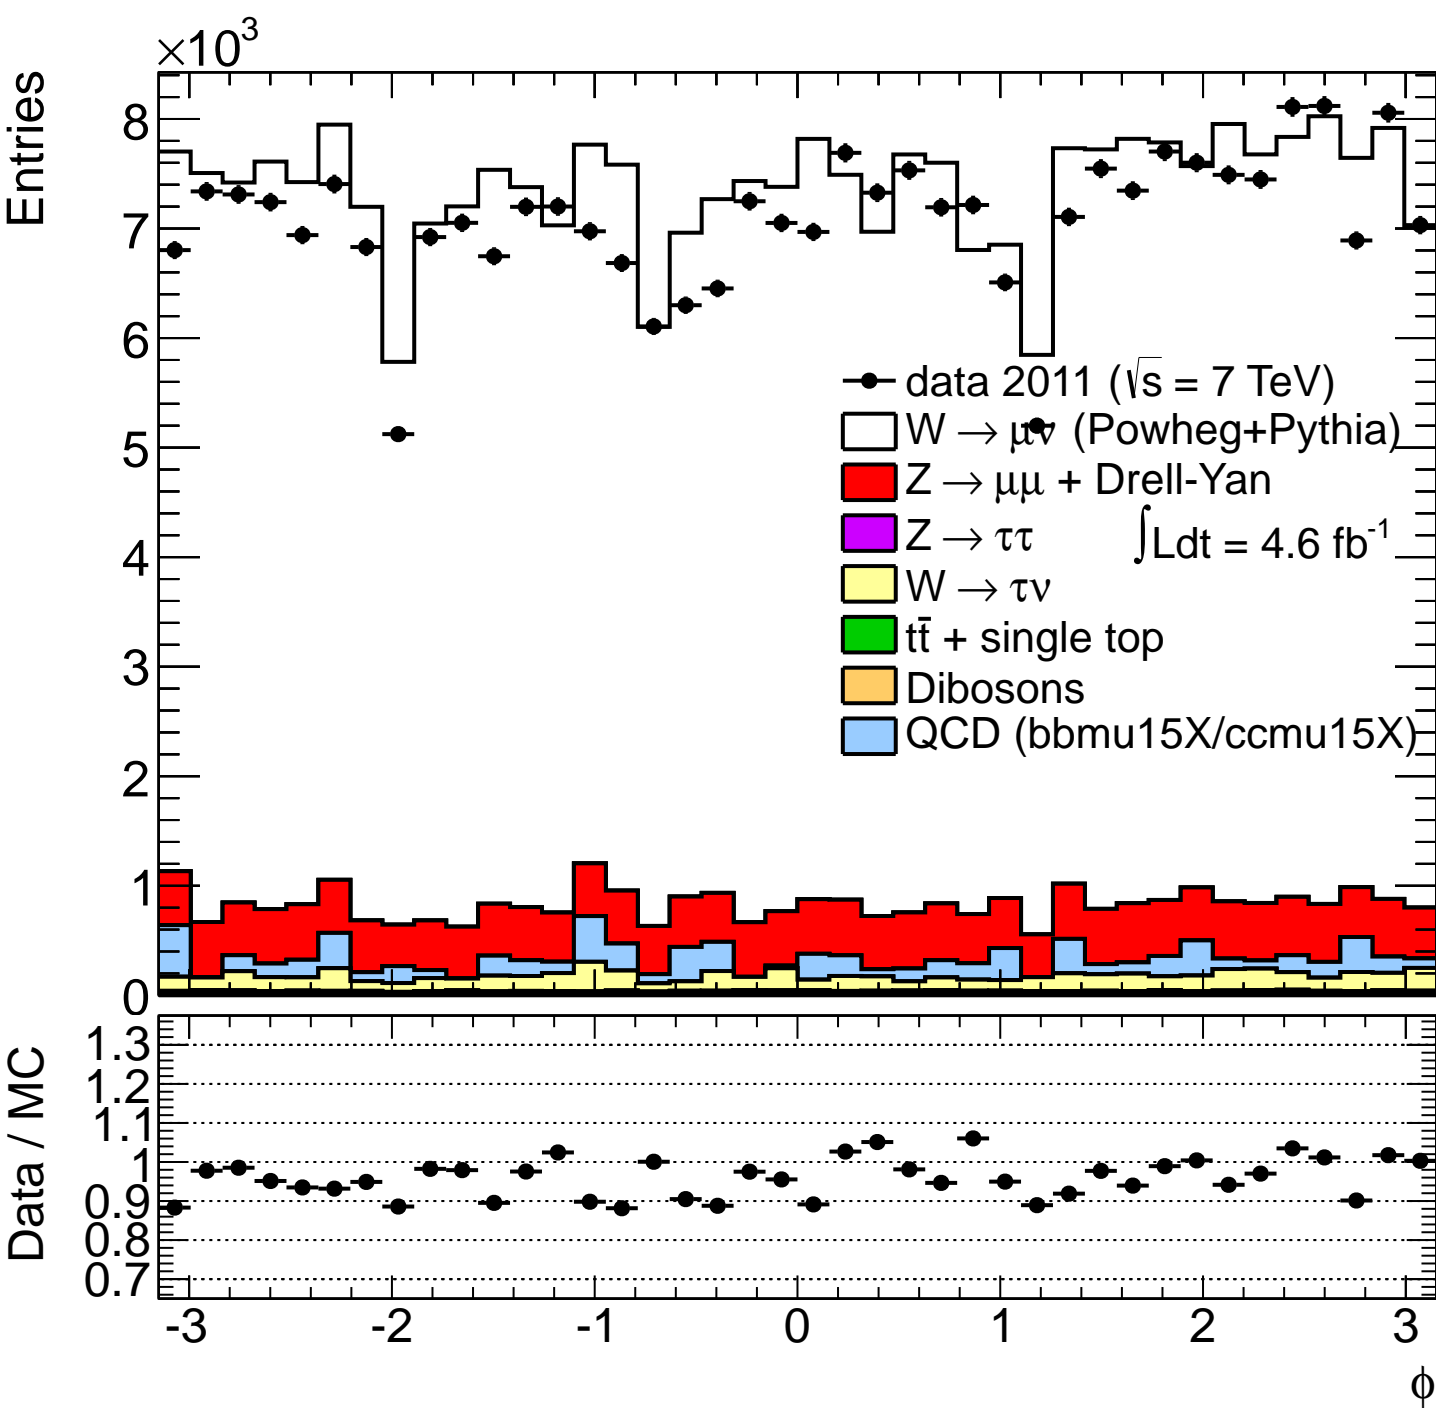 ×10³
Entries
8
7
6
5
4
3
2
1
0
data 2011 (√s = 7 TeV)
W → μν (Powheg+Pythia)
Z → μμ + Drell-Yan
Z → ττ
∫Ldt = 4.6 fb⁻¹
W → τν
tt̄ + single top
Dibosons
QCD (bbmu15X/ccmu15X)
Data / MC
1.3
1.2
1.1
1
0.9
0.8
0.7
-3 -2 -1 0 1 2 3
ϕ